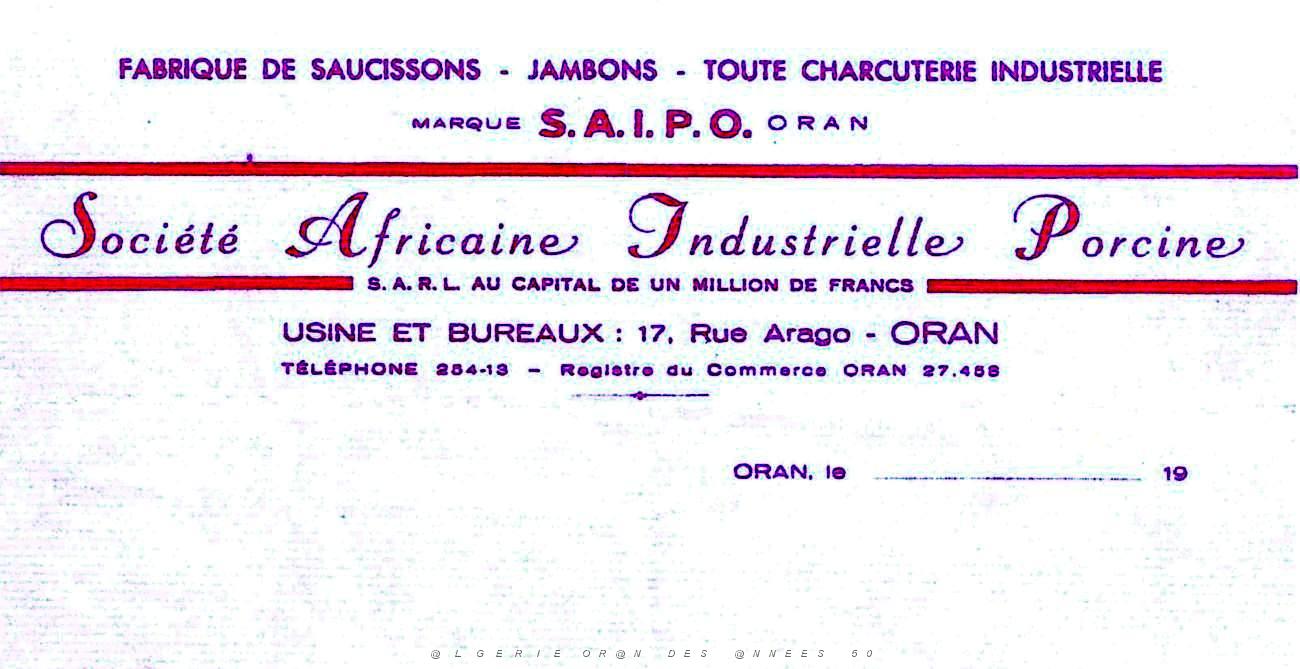 FABRIQUE DE SAUCISSONS - JAMBONS - TOUTE CHARCUTERIE INDUSTRIELLE
MARQUE S.A.I.P.O. ORAN
Société Africaine Industrielle Porcine
S.A.R.L. AU CAPITAL DE UN MILLION DE FRANCS
USINE ET BUREAUX : 17, Rue Arago - ORAN
TÉLÉPHONE 254-13 – Registre du Commerce ORAN 27.458
ORAN, le 19
@LGERIE OR@N DES @NNEES 50